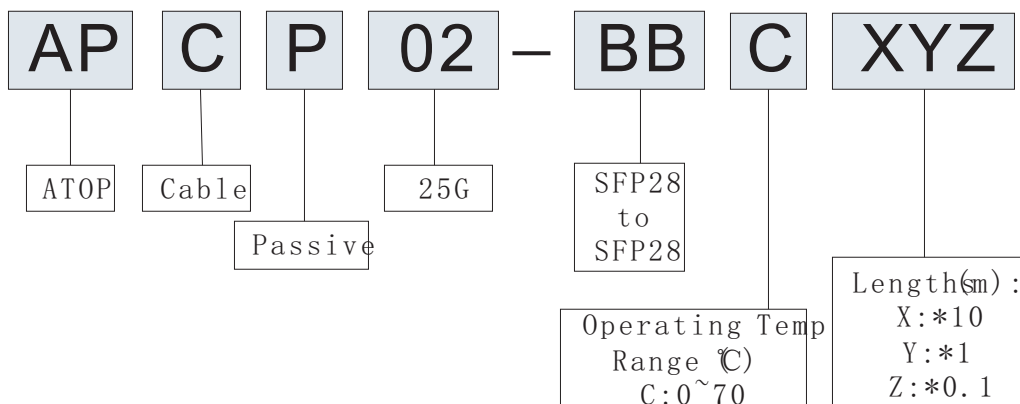 AP C P 02 - BB C XYZ
ATOP
Cable
25G
Passive
SFP28
to
SFP28
Operating Temp
Range (℃)
C:0~70
Length(sm):
X:*10
Y:*1
Z:*0.1